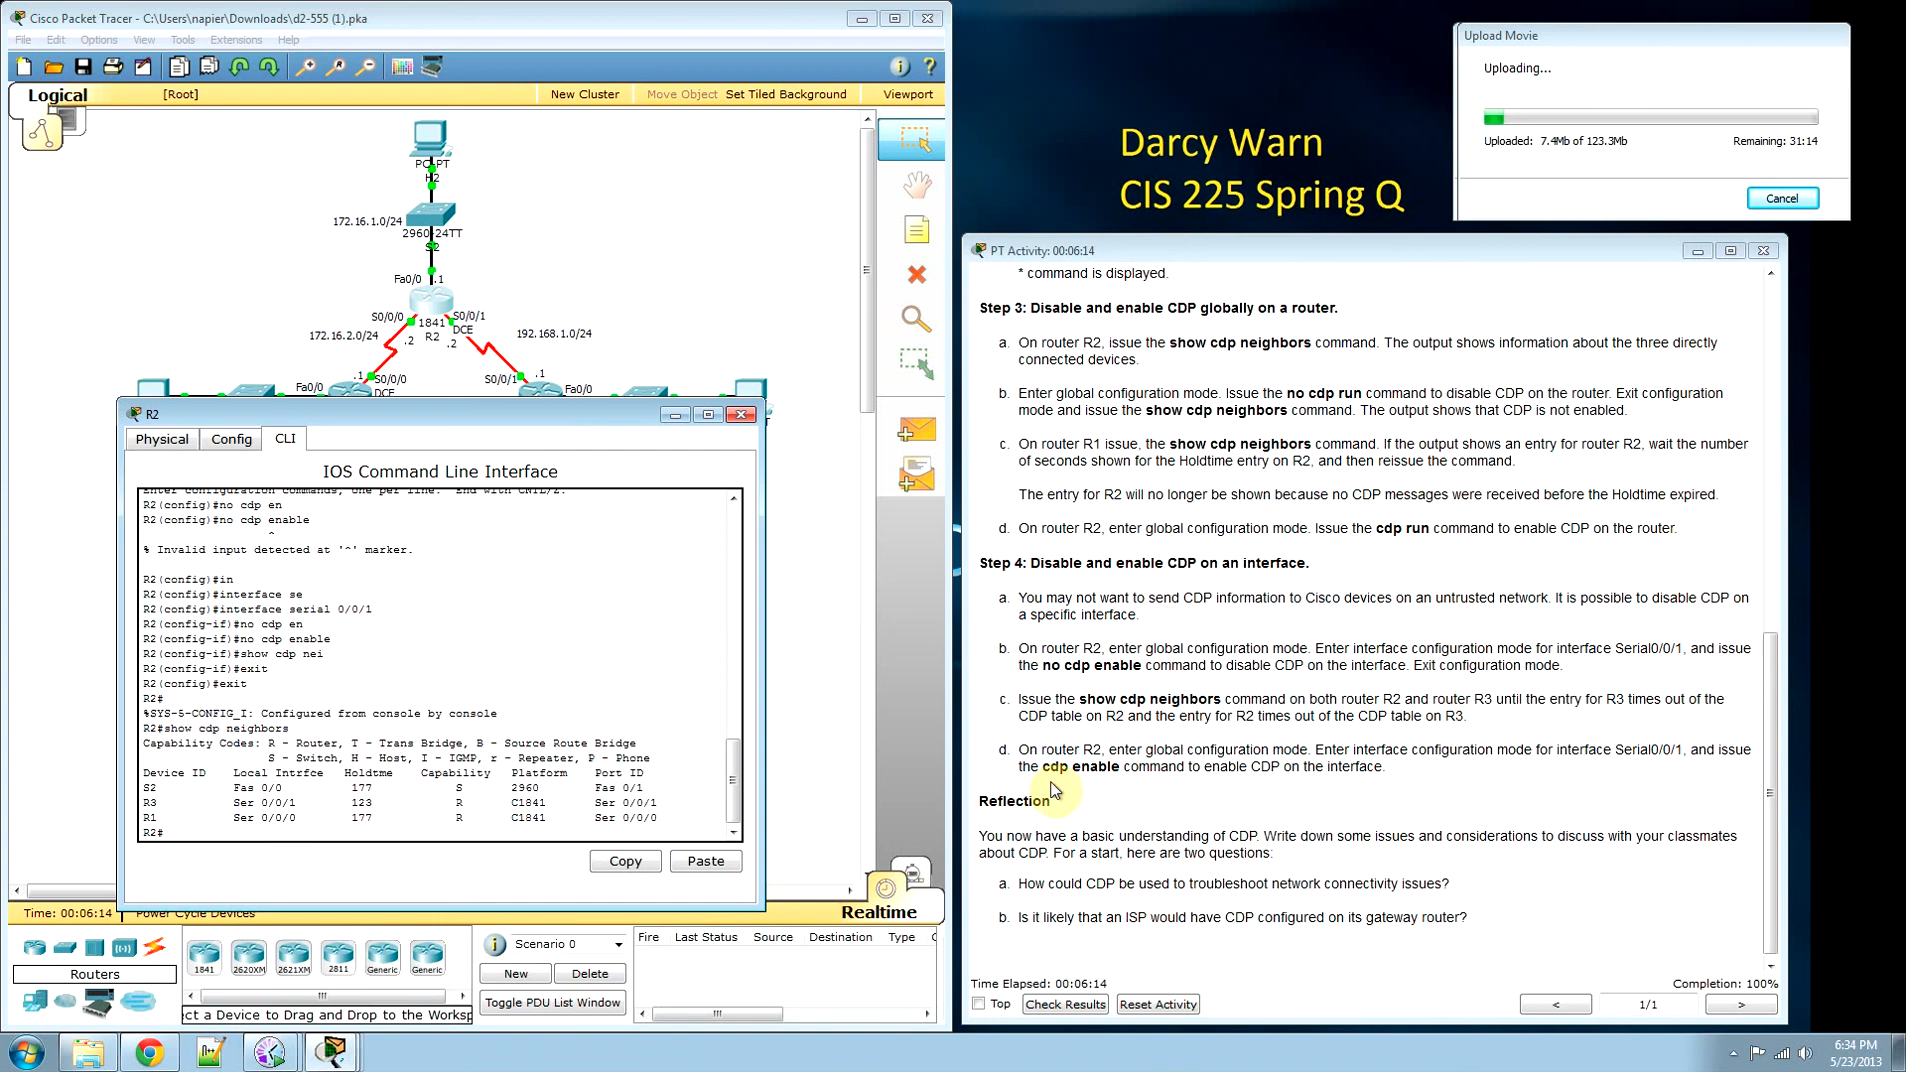 Cisco Packet Tracer - C:\Users\napier\Downloads\d2-555 (1).pka
File Edit Options View Tools Extensions Help
Logical [Root] New Cluster Move Object Set Tiled Background Viewport
PC-PT
H2
172.16.1.0/24
2960-24TT
S2
Fa0/0 .1
S0/0/0 S0/0/1
1841 DCE
R2
172.16.2.0/24 .2 .2 192.168.1.0/24
.1 S0/0/0 S0/0/1 .1
Fa0/0 DCE Fa0/0
R2
Physical Config CLI
IOS Command Line Interface
Enter configuration commands, one per line.  End with CNTL/Z.
R2(config)#no cdp en
R2(config)#no cdp enable
^
% Invalid input detected at '^' marker.
R2(config)#in
R2(config)#interface se
R2(config)#interface serial 0/0/1
R2(config-if)#no cdp en
R2(config-if)#no cdp enable
R2(config-if)#show cdp nei
R2(config-if)#exit
R2(config)#exit
R2#
%SYS-5-CONFIG_I: Configured from console by console
R2#show cdp neighbors
Capability Codes: R - Router, T - Trans Bridge, B - Source Route Bridge
S - Switch, H - Host, I - IGMP, r - Repeater, P - Phone
Device ID Local Intrfce Holdtme Capability Platform Port ID
S2 Fas 0/0 177 S 2960 Fas 0/1
R3 Ser 0/0/1 123 R C1841 Ser 0/0/1
R1 Ser 0/0/0 177 R C1841 Ser 0/0/0
R2#
Copy Paste
Time: 00:06:14 Power Cycle Devices Realtime
Routers
1841 2620XM 2621XM 2811 Generic Generic
ct a Device to Drag and Drop to the Worksp
Scenario 0
New Delete
Toggle PDU List Window
Fire Last Status Source Destination Type C
Darcy Warn
CIS 225 Spring Q
Upload Movie
Uploading...
Uploaded: 7.4Mb of 123.3Mb Remaining: 31:14
Cancel
PT Activity: 00:06:14
* command is displayed.
Step 3: Disable and enable CDP globally on a router.
a. On router R2, issue the show cdp neighbors command. The output shows information about the three directly
connected devices.
b. Enter global configuration mode. Issue the no cdp run command to disable CDP on the router. Exit configuration
mode and issue the show cdp neighbors command. The output shows that CDP is not enabled.
c. On router R1 issue, the show cdp neighbors command. If the output shows an entry for router R2, wait the number
of seconds shown for the Holdtime entry on R2, and then reissue the command.
The entry for R2 will no longer be shown because no CDP messages were received before the Holdtime expired.
d. On router R2, enter global configuration mode. Issue the cdp run command to enable CDP on the router.
Step 4: Disable and enable CDP on an interface.
a. You may not want to send CDP information to Cisco devices on an untrusted network. It is possible to disable CDP on
a specific interface.
b. On router R2, enter global configuration mode. Enter interface configuration mode for interface Serial0/0/1, and issue
the no cdp enable command to disable CDP on the interface. Exit configuration mode.
c. Issue the show cdp neighbors command on both router R2 and router R3 until the entry for R3 times out of the
CDP table on R2 and the entry for R2 times out of the CDP table on R3.
d. On router R2, enter global configuration mode. Enter interface configuration mode for interface Serial0/0/1, and issue
the cdp enable command to enable CDP on the interface.
Reflection
You now have a basic understanding of CDP. Write down some issues and considerations to discuss with your classmates
about CDP. For a start, here are two questions:
a. How could CDP be used to troubleshoot network connectivity issues?
b. Is it likely that an ISP would have CDP configured on its gateway router?
Time Elapsed: 00:06:14 Completion: 100%
Top Check Results Reset Activity < 1/1 >
6:34 PM
5/23/2013